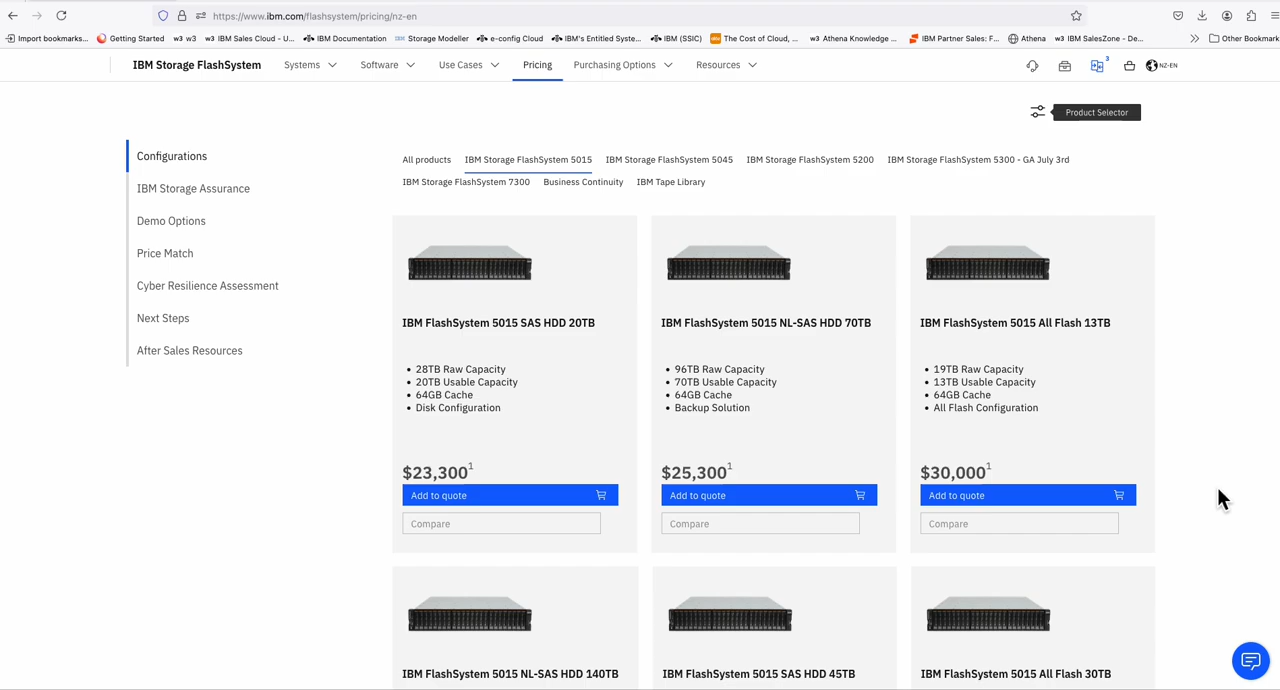 https://www.ibm.com/flashsystem/pricing/nz-en
Import bookmarks... Getting Started w3 w3 w3 IBM Sales Cloud - U... IBM Documentation Storage Modeller e-config Cloud IBM's Entitled Syste... IBM (SSIC) The Cost of Cloud, ... w3 Athena Knowledge ... IBM Partner Sales: F... Athena w3 IBM SalesZone - De... Other Bookmark
IBM Storage FlashSystem Systems Software Use Cases Pricing Purchasing Options Resources 3 NZ-EN
Product Selector
Configurations
IBM Storage Assurance
Demo Options
Price Match
Cyber Resilience Assessment
Next Steps
After Sales Resources
All products IBM Storage FlashSystem 5015 IBM Storage FlashSystem 5045 IBM Storage FlashSystem 5200 IBM Storage FlashSystem 5300 - GA July 3rd
IBM Storage FlashSystem 7300 Business Continuity IBM Tape Library
IBM FlashSystem 5015 SAS HDD 20TB
• 28TB Raw Capacity
• 20TB Usable Capacity
• 64GB Cache
• Disk Configuration
$23,300¹
Add to quote
Compare
IBM FlashSystem 5015 NL-SAS HDD 70TB
• 96TB Raw Capacity
• 70TB Usable Capacity
• 64GB Cache
• Backup Solution
$25,300¹
Add to quote
Compare
IBM FlashSystem 5015 All Flash 13TB
• 19TB Raw Capacity
• 13TB Usable Capacity
• 64GB Cache
• All Flash Configuration
$30,000¹
Add to quote
Compare
IBM FlashSystem 5015 NL-SAS HDD 140TB
IBM FlashSystem 5015 SAS HDD 45TB
IBM FlashSystem 5015 All Flash 30TB